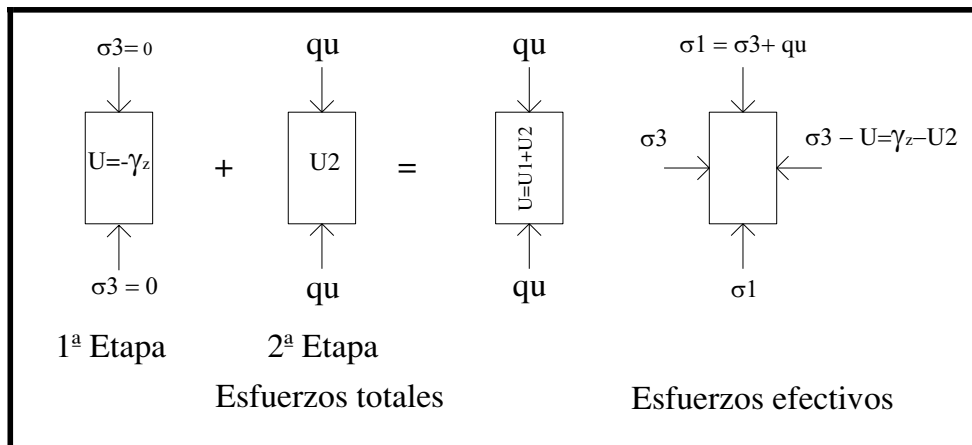 σ3= 0
qu
qu
σ1 = σ3+ qu
U=-γz
+
U2
=
U=U1+U2
σ3
σ3 – U=γz–U2
σ3 = 0
qu
qu
σ1
1ª Etapa
2ª Etapa
Esfuerzos totales
Esfuerzos efectivos